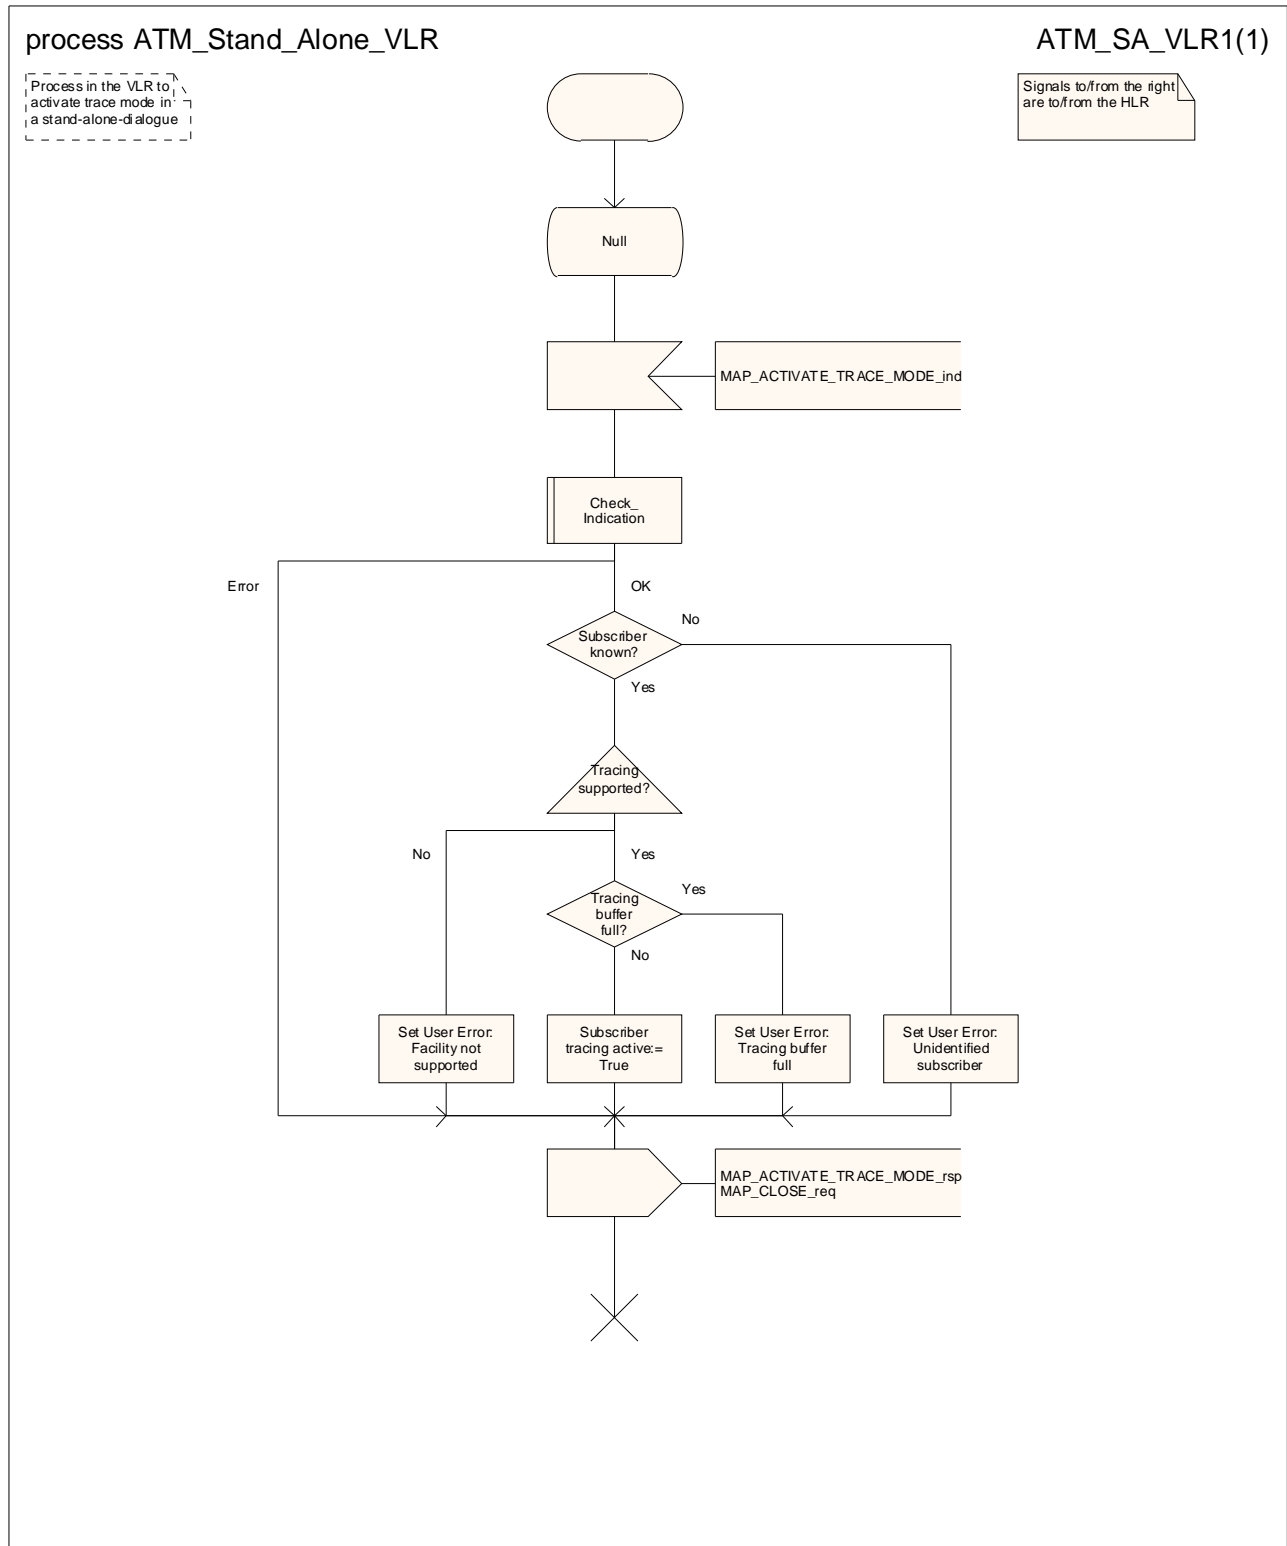 process ATM_Stand_Alone_VLR
ATM_SA_VLR1(1)
Process in the VLR to
activate trace mode in
a stand-alone-dialogue
Signals to/from the right
are to/from the HLR
Null
MAP_ACTIVATE_TRACE_MODE_ind
Check_
Indication
Error
OK
Subscriber
known?
No
Yes
Tracing
supported?
No
Yes
Tracing
buffer
full?
Yes
No
Set User Error:
Facility not
supported
Subscriber
tracing active:=
True
Set User Error:
Tracing buffer
full
Set User Error:
Unidentified
subscriber
MAP_ACTIVATE_TRACE_MODE_rsp
MAP_CLOSE_req